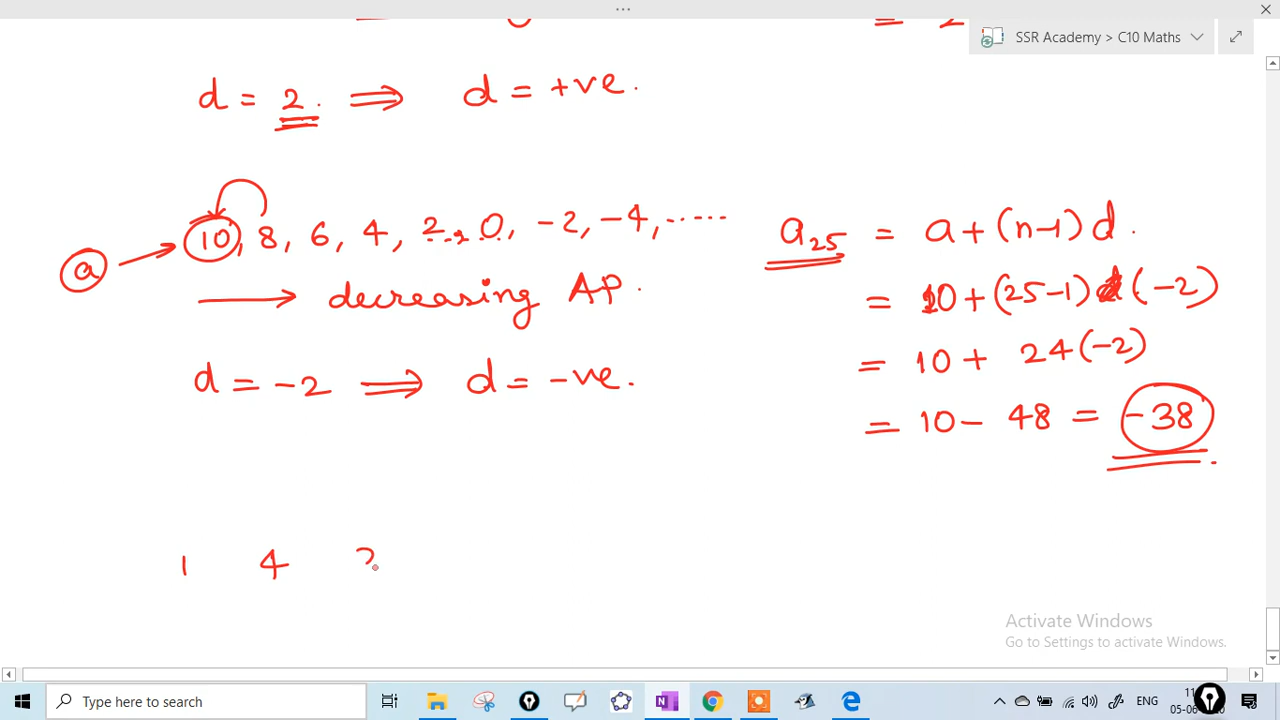 SSR Academy > C10 Maths
d = 2. ⟹ d = +ve.
10, 8, 6, 4, 2, 0, -2, -4, ......
a
→ decreasing AP.
d = -2 ⟹ d = -ve.
a25 = a + (n-1) d.
= 10 + (25-1) (-2)
= 10 + 24 (-2)
= 10 - 48 = -38
1 4
Activate Windows
Go to Settings to activate Windows.
Type here to search
ENG